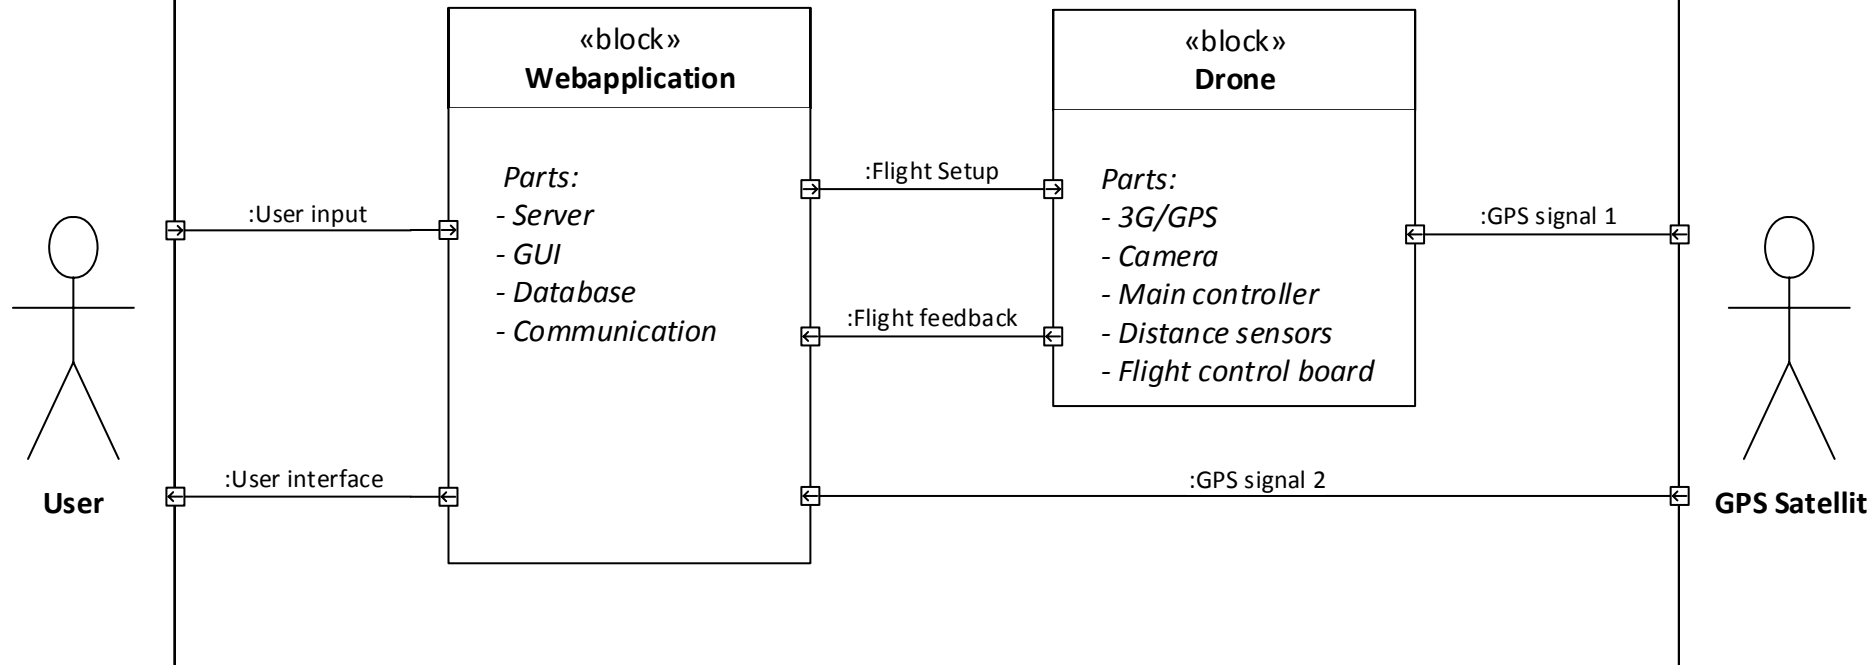 «block»
Webapplication
Parts:
- Server
- GUI
- Database
- Communication
«block»
Drone
Parts:
- 3G/GPS
- Camera
- Main controller
- Distance sensors
- Flight control board
:User input
:User interface
:Flight Setup
:Flight feedback
:GPS signal 1
:GPS signal 2
User
GPS Satellit